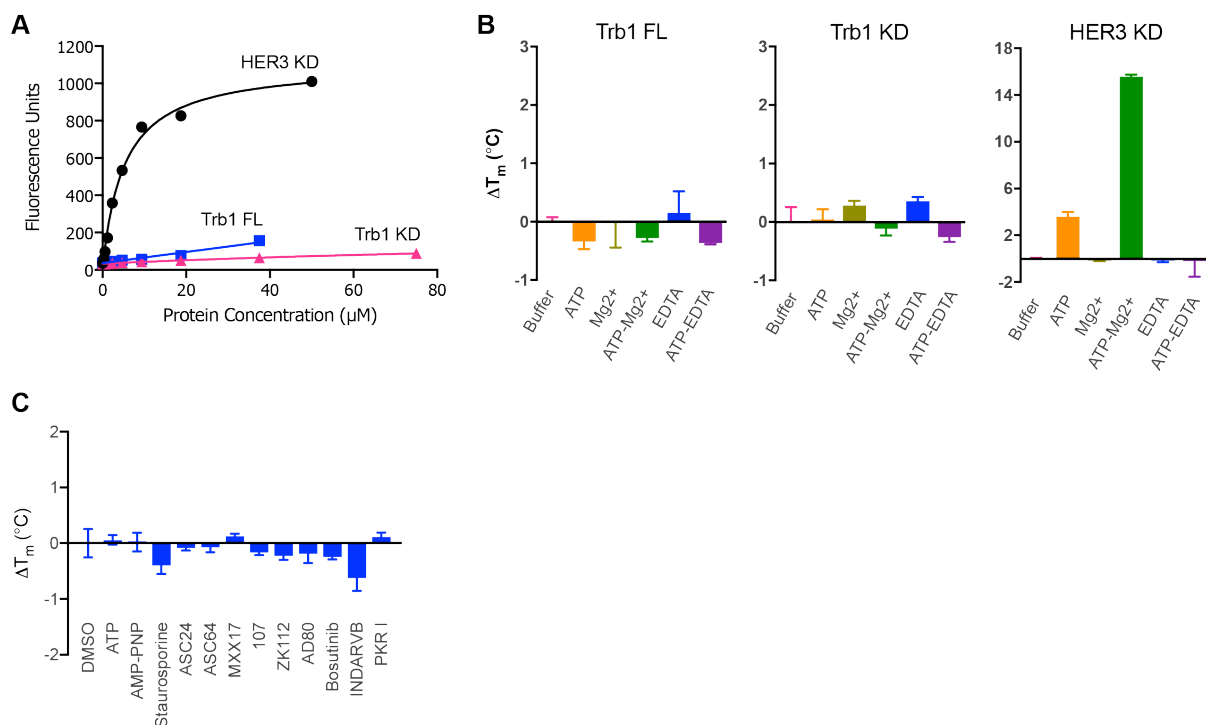 A
1200
1000
800
600
400
200
0
0
20
40
60
80
Fluorescence Units
Protein Concentration (µM)
HER3 KD
Trb1 FL
Trb1 KD
B
Trb1 FL
3
2
1
0
-1
ΔTm (°C)
Buffer
ATP
Mg2+
ATP-Mg2+
EDTA
ATP-EDTA
Trb1 KD
3
2
1
0
-1
Buffer
ATP
Mg2+
ATP-Mg2+
EDTA
ATP-EDTA
HER3 KD
18
14
10
6
2
-2
Buffer
ATP
Mg2+
ATP-Mg2+
EDTA
ATP-EDTA
C
2
1
0
-1
-2
ΔTm (°C)
DMSO
ATP
AMP-PNP
Staurosporine
ASC24
ASC64
MXX17
107
ZK112
AD80
Bosutinib
INDARVB
PKR I